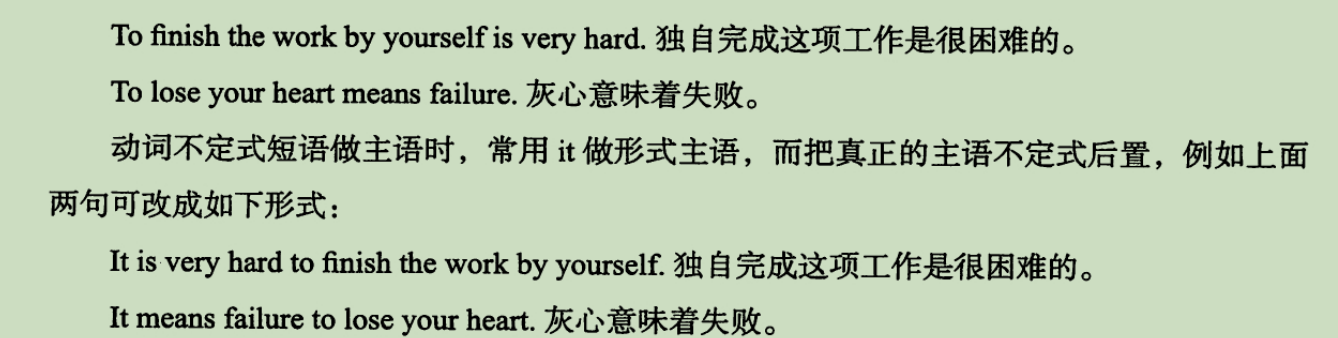 To finish the work by yourself is very hard. 独自完成这项工作是很困难的。
To lose your heart means failure. 灰心意味着失败。
动词不定式短语做主语时，常用 it 做形式主语，而把真正的主语不定式后置，例如上面
两句可改成如下形式：
It is very hard to finish the work by yourself. 独自完成这项工作是很困难的。
It means failure to lose your heart. 灰心意味着失败。